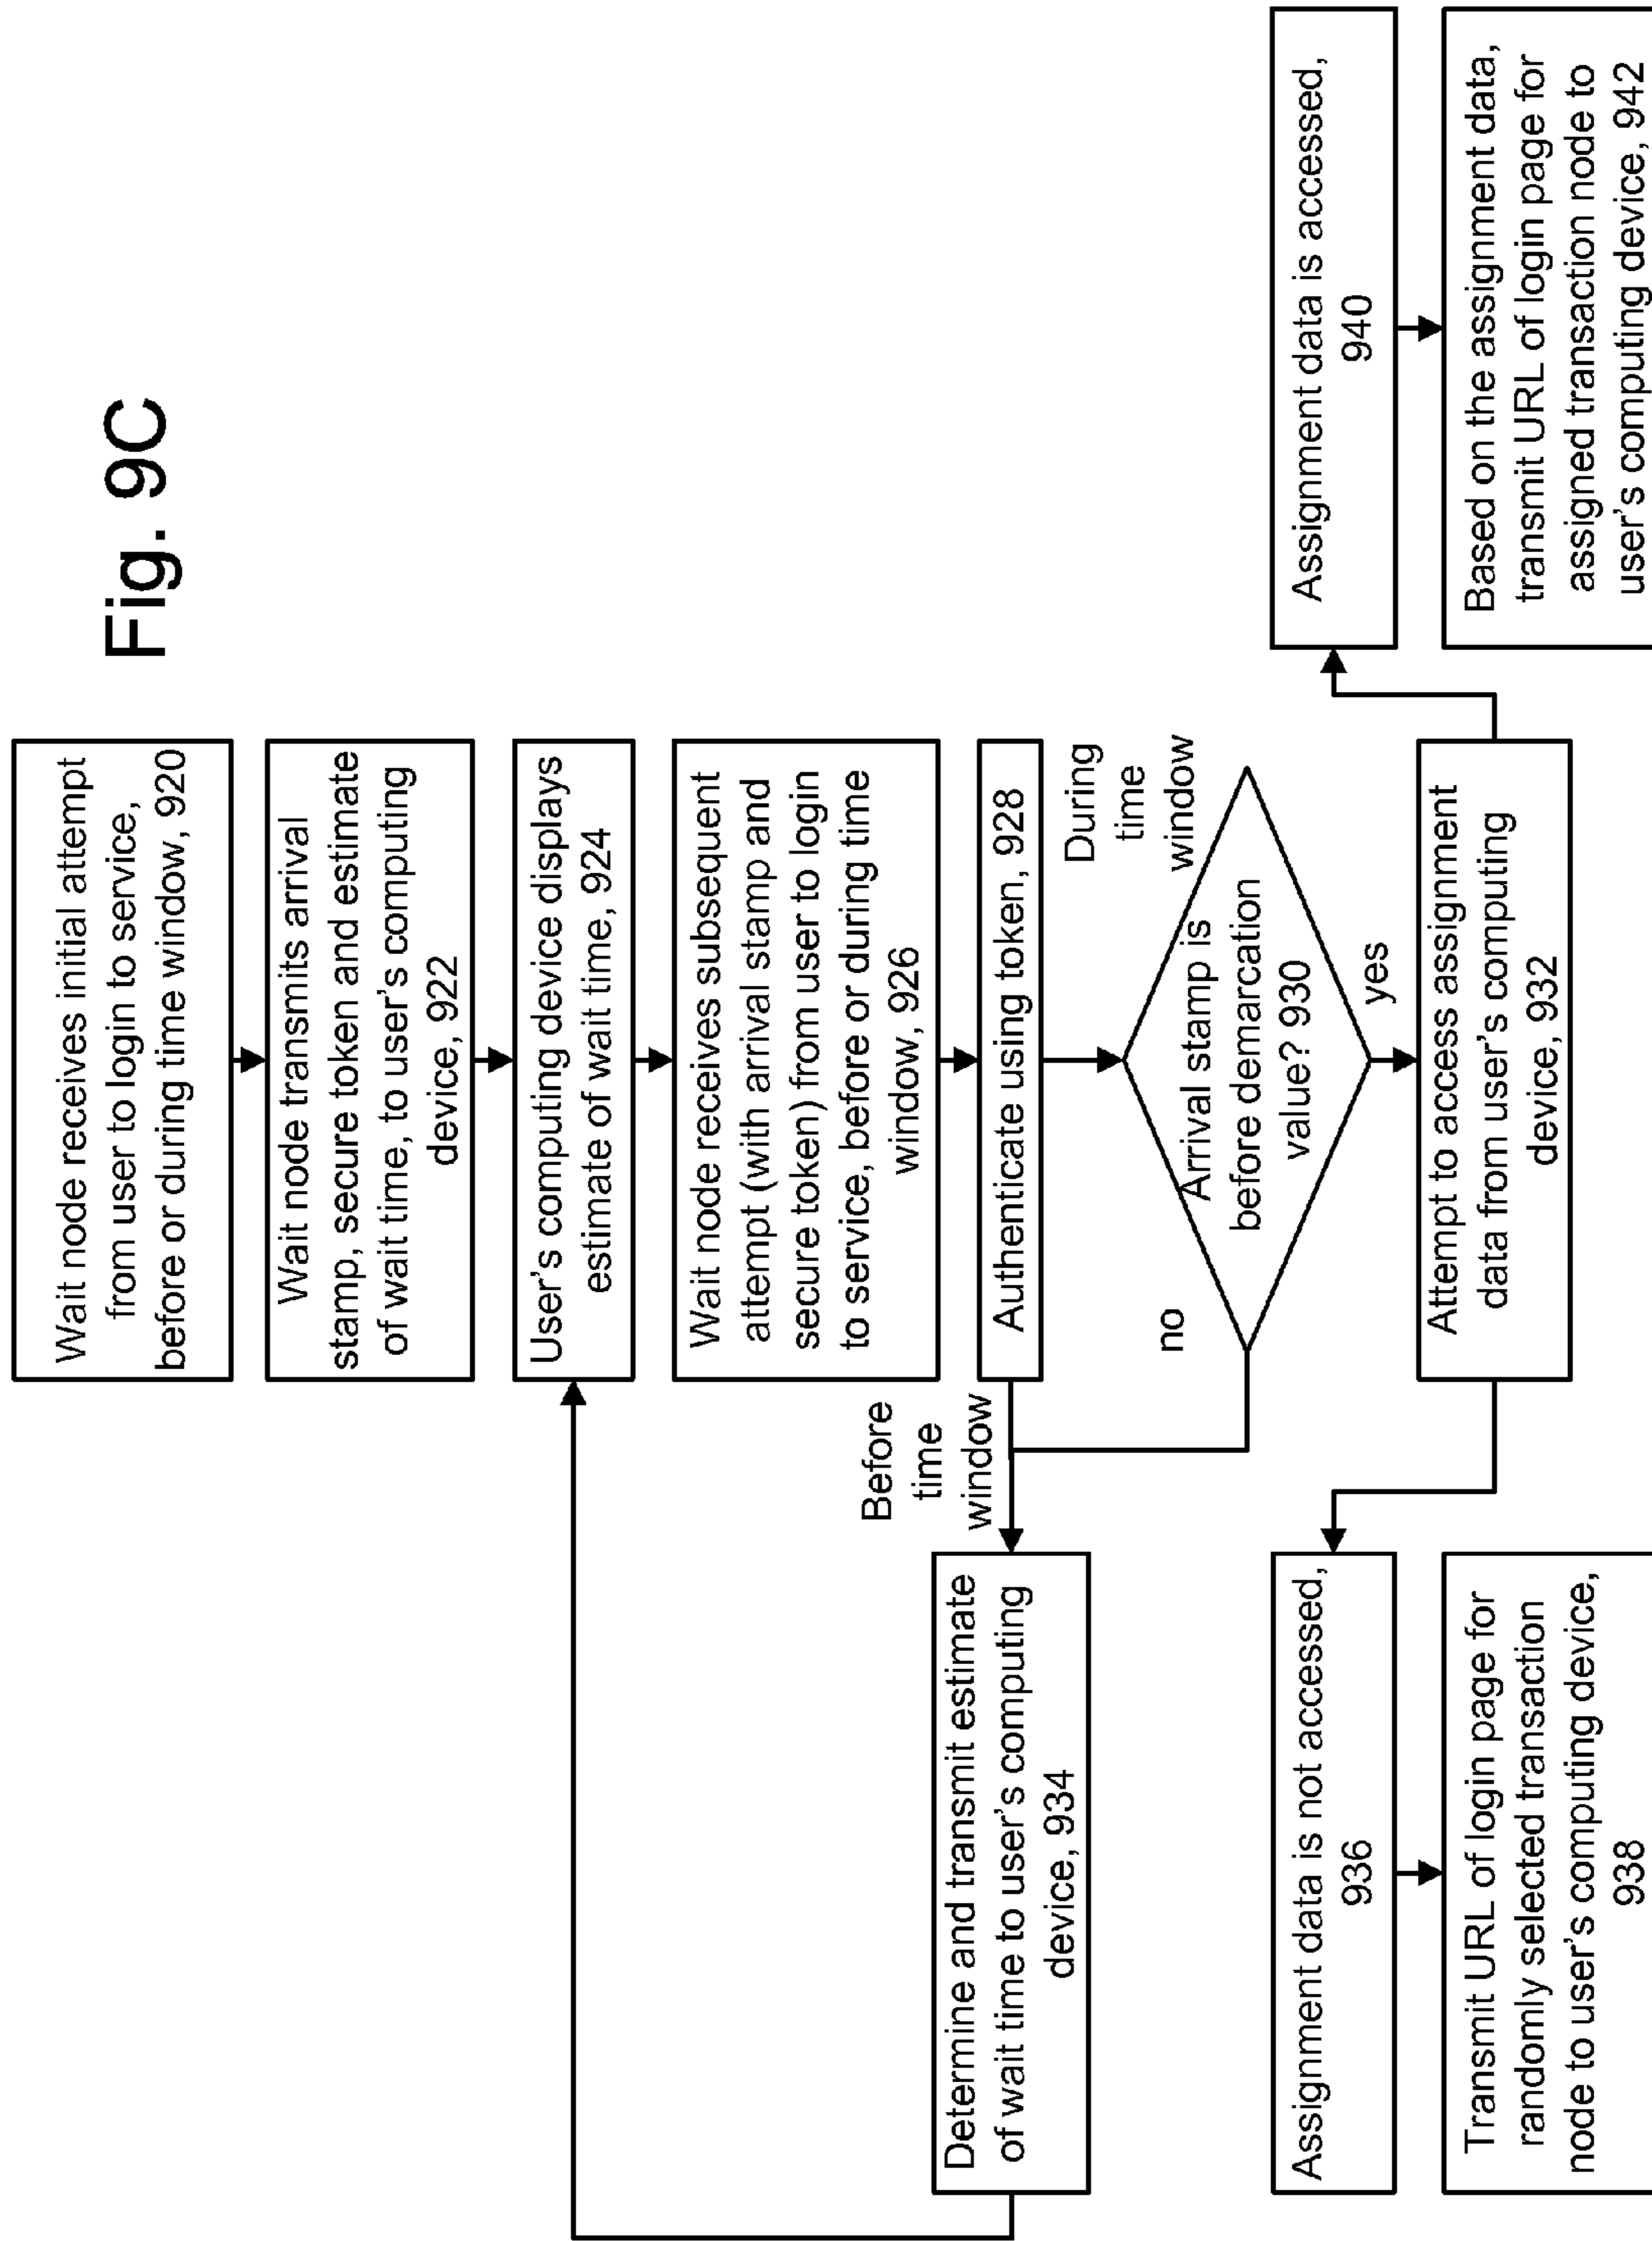 Fig. 9C
Wait node receives initial attempt
from user to login to service,
before or during time window, 920
Wait node transmits arrival
stamp, secure token and estimate
of wait time, to user's computing
device, 922
User's computing device displays
estimate of wait time, 924
Wait node receives subsequent
attempt (with arrival stamp and
secure token) from user to login
to service, before or during time
window, 926
Authenticate using token, 928
Before
time
window
During
time
window
Arrival stamp is
before demarcation
value? 930
no
yes
Determine and transmit estimate
of wait time to user's computing
device, 934
Attempt to access assignment
data from user's computing
device, 932
Assignment data is not accessed,
936
Transmit URL of login page for
randomly selected transaction
node to user's computing device,
938
Assignment data is accessed,
940
Based on the assignment data,
transmit URL of login page for
assigned transaction node to
user's computing device, 942